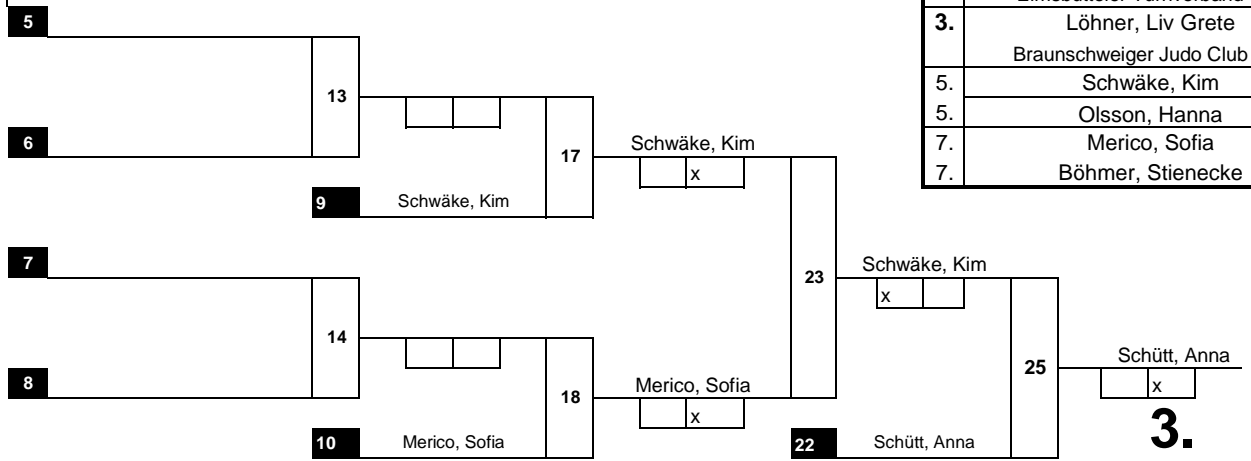 5
3. Löhner, Liv Grete
Braunschweiger Judo Club
5. Schwäke, Kim
5. Olsson, Hanna
7. Merico, Sofia
7. Böhmer, Stienecke
13
6
17
Schwäke, Kim
x
9 Schwäke, Kim
7
23
Schwäke, Kim
x
14
25
Schütt, Anna
x
3.
8
18
Merico, Sofia
x
10 Merico, Sofia
22 Schütt, Anna